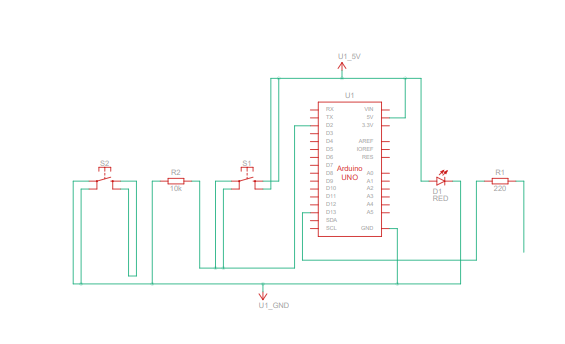 U1_5V
U1
RX
TX
D2
D3
D4
D5
D6
D7
D8
D9
D10
D11
D12
D13
SDA
SCL
VIN
5V
3.3V
AREF
IOREF
RES
A0
A1
A2
A3
A4
A5
GND
Arduino
UNO
S2
R2
10k
S1
D1
RED
R1
220
U1_GND